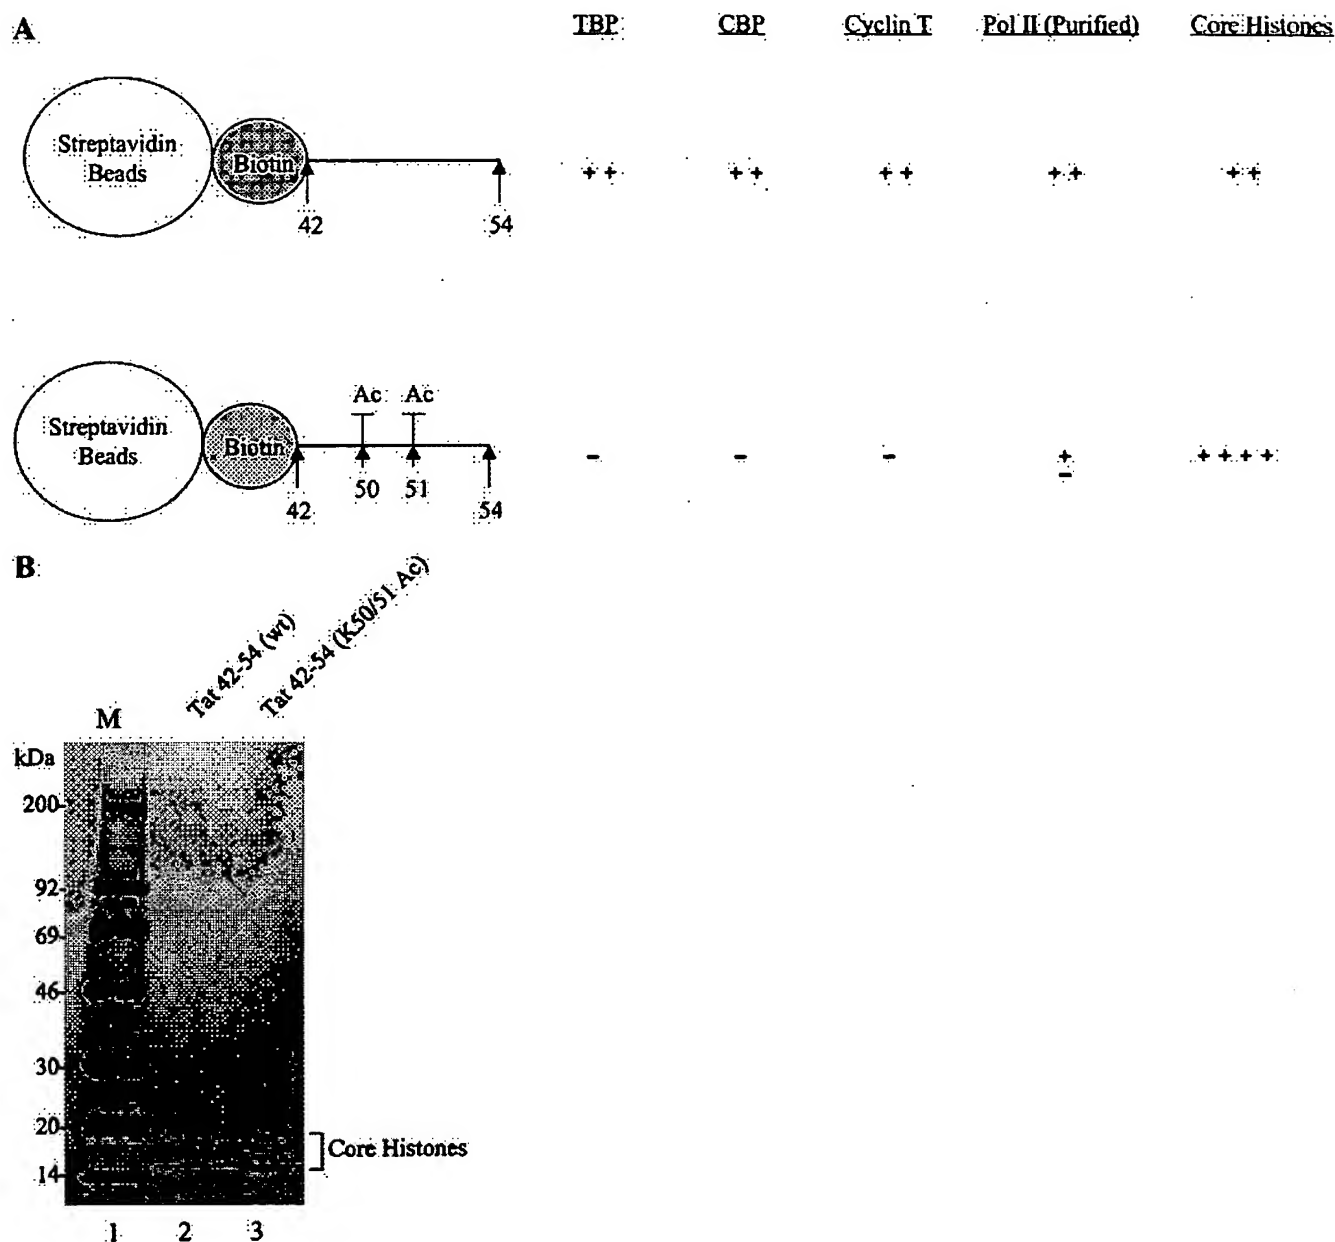 A
TBP CBP Cyclin T Pol II (Purified) Core Histones
Streptavidin
Beads
Biotin
42
54
++ ++ ++ ++ ++
Streptavidin
Beads
Biotin
Ac Ac
42
50
51
54
- - - + ++++
-
B
Tat 42-54 (wt)
Tat 42-54 (K50/51 Ac)
M
kDa
200-
92-
69-
46-
30-
20-
14-
Core Histones
1 2 3